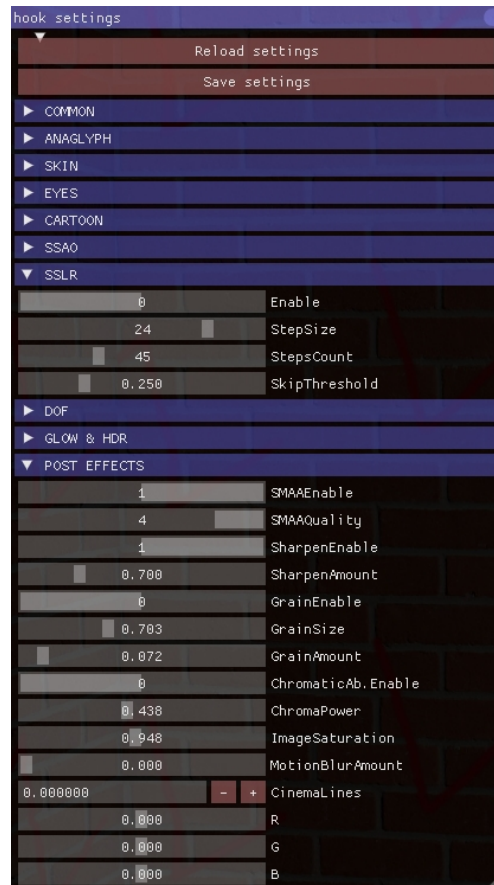 hook settings
Reload settings
Save settings
COMMON
ANAGLYPH
SKIN
EYES
CARTOON
SSAO
SSLR
0 Enable
24 StepSize
45 StepsCount
0.250 SkipThreshold
DOF
GLOW & HDR
POST EFFECTS
1 SMAAEnable
4 SMAAQuality
1 SharpenEnable
0.700 SharpenAmount
0 GrainEnable
0.703 GrainSize
0.072 GrainAmount
0 ChromaticAb.Enable
0.438 ChromaPower
0.948 ImageSaturation
0.000 MotionBlurAmount
0.000000 - + CinemaLines
0.000 R
0.000 G
0.000 B